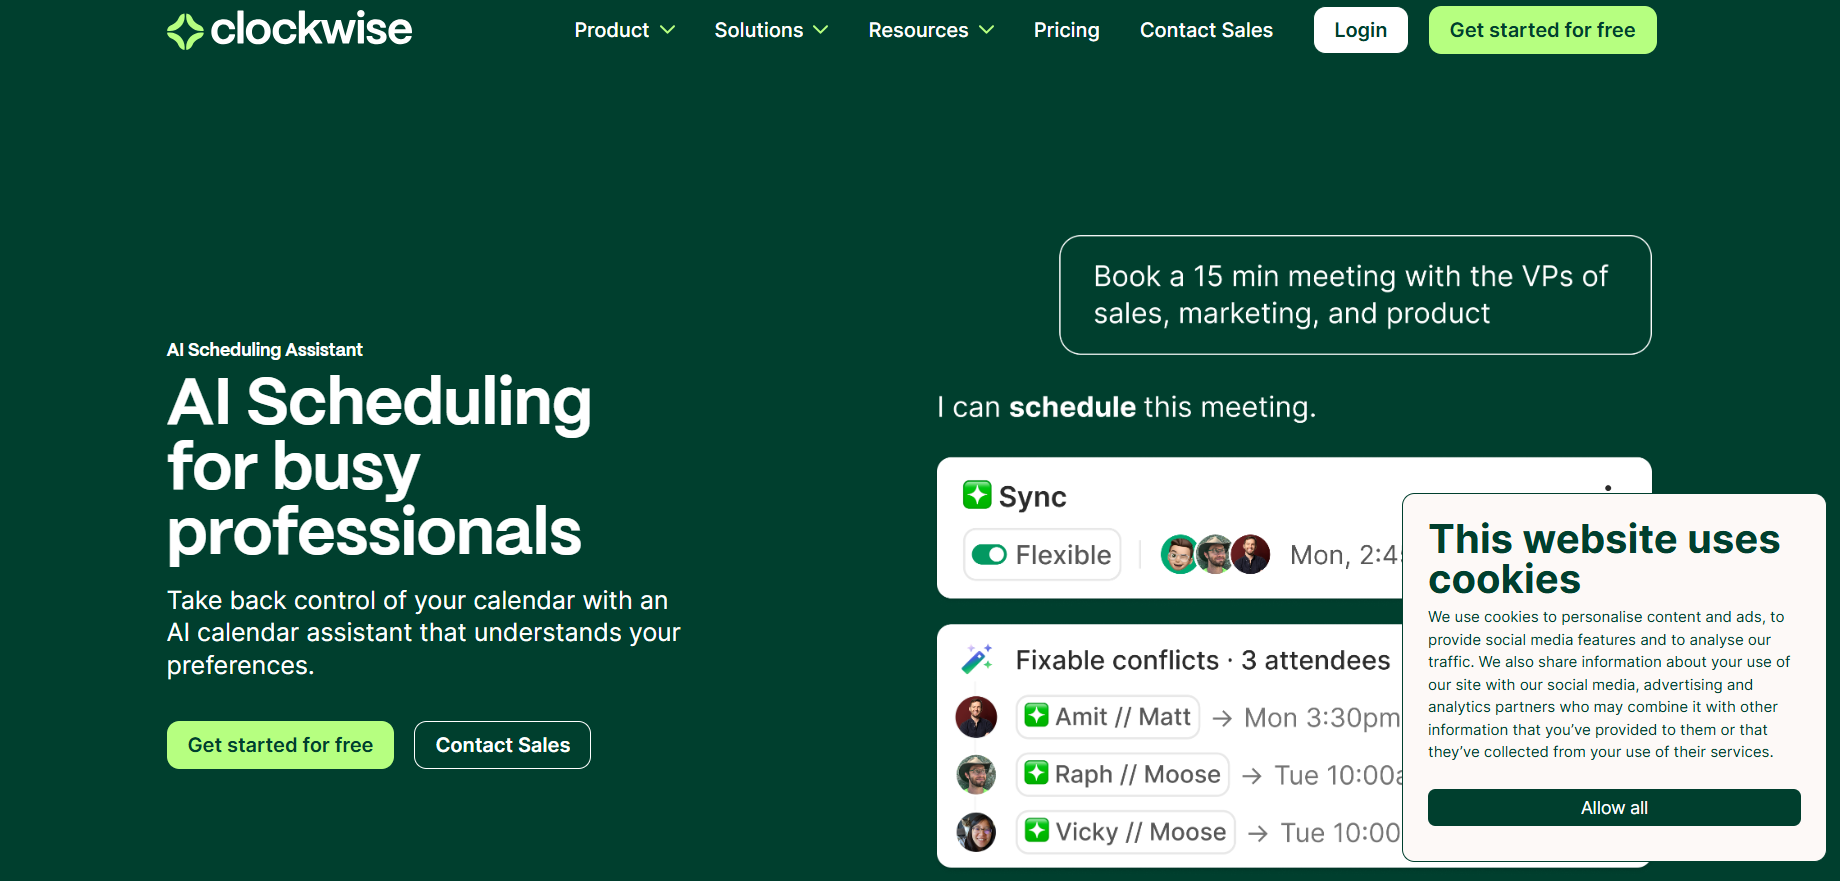 clockwise
Product
Solutions
Resources
Pricing
Contact Sales
Login
Get started for free
AI Scheduling Assistant
AI Scheduling
for busy
professionals
Take back control of your calendar with an
AI calendar assistant that understands your
preferences.
Get started for free
Contact Sales
Book a 15 min meeting with the VPs of
sales, marketing, and product
I can schedule this meeting.
Sync
Flexible
Mon, 2:4
Fixable conflicts · 3 attendees
Amit // Matt → Mon 3:30pm
Raph // Moose → Tue 10:00
Vicky // Moose → Tue 10:00
This website uses
cookies
We use cookies to personalise content and ads, to
provide social media features and to analyse our
traffic. We also share information about your use of
our site with our social media, advertising and
analytics partners who may combine it with other
information that you’ve provided to them or that
they’ve collected from your use of their services.
Allow all